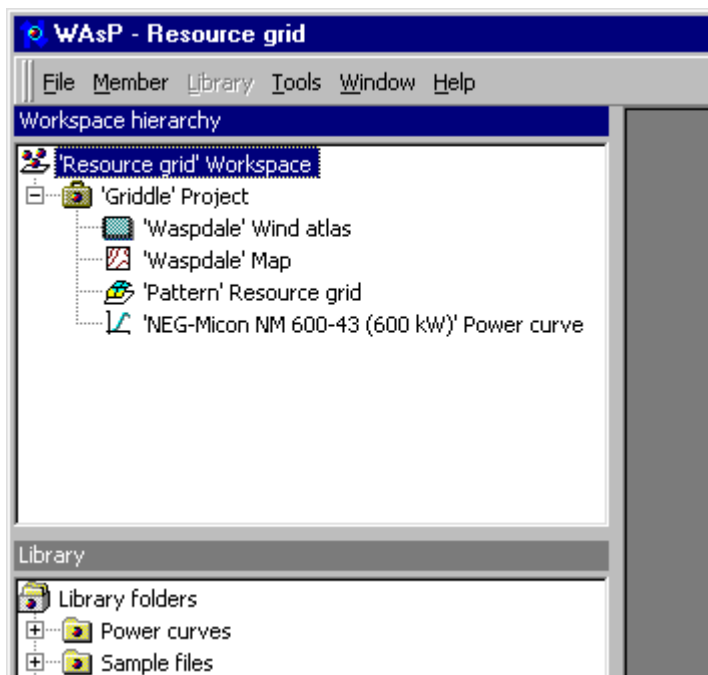 WAsP - Resource grid
File Member Library Tools Window Help
Workspace hierarchy
'Resource grid' Workspace
'Griddle' Project
'Waspdale' Wind atlas
'Waspdale' Map
'Pattern' Resource grid
'NEG-Micon NM 600-43 (600 kW)' Power curve
Library
Library folders
Power curves
Sample files